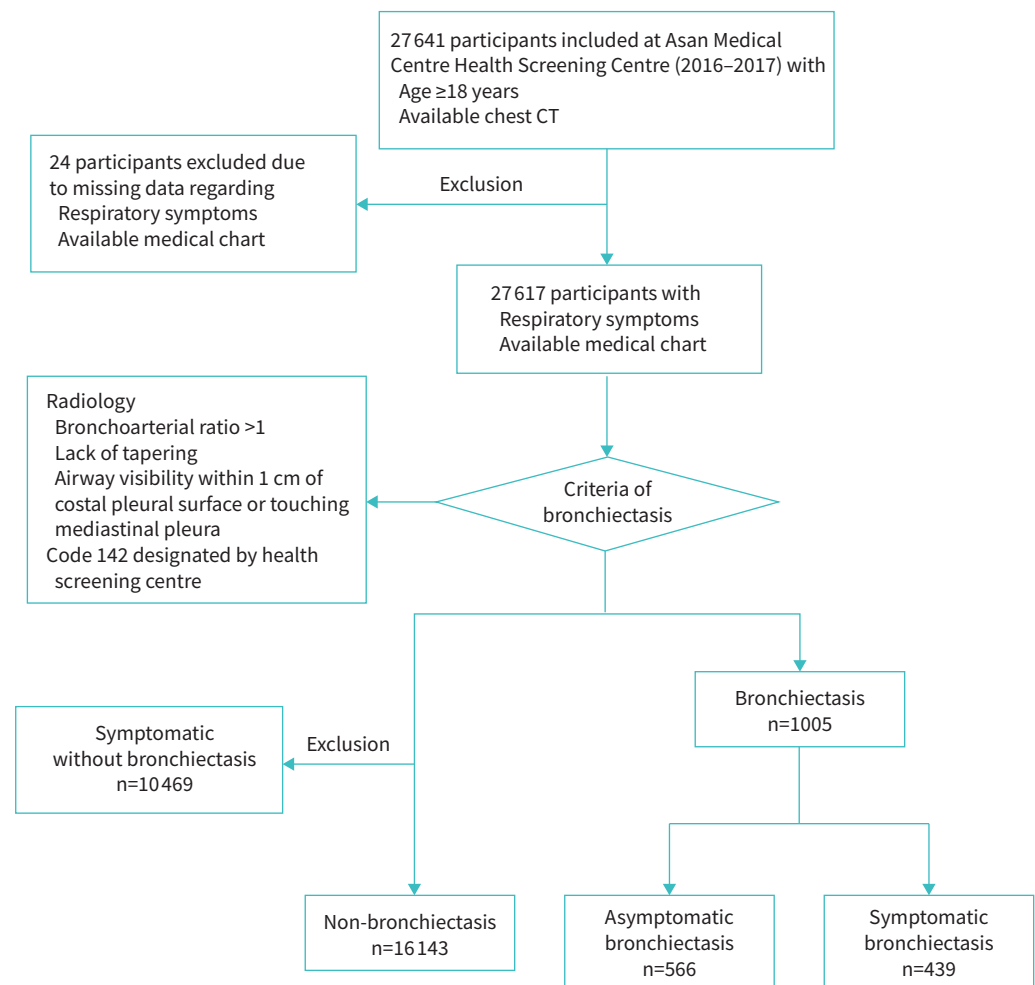 27 641 participants included at Asan Medical
Centre Health Screening Centre (2016–2017) with
Age ≥18 years
Available chest CT
24 participants excluded due
to missing data regarding
Respiratory symptoms
Available medical chart
Exclusion
27 617 participants with
Respiratory symptoms
Available medical chart
Radiology
Bronchoarterial ratio >1
Lack of tapering
Airway visibility within 1 cm of
costal pleural surface or touching
mediastinal pleura
Code 142 designated by health
screening centre
Criteria of
bronchiectasis
Bronchiectasis
n=1005
Symptomatic
without bronchiectasis
n=10 469
Exclusion
Non-bronchiectasis
n=16 143
Asymptomatic
bronchiectasis
n=566
Symptomatic
bronchiectasis
n=439